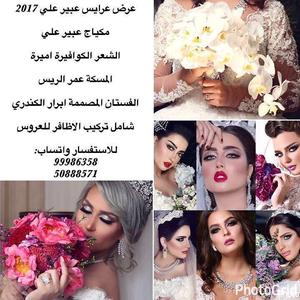 عرض عرايس عبير علي 2017
مكياج عبير علي
الشعر الكوافيرة اميرة
المسكة عمر الريس
الفستان المصممة ابرار الكندري
شامل تركيب الاظافر للعروس
للاستفسار واتساب:
99986358
50888571
PhotoGrid